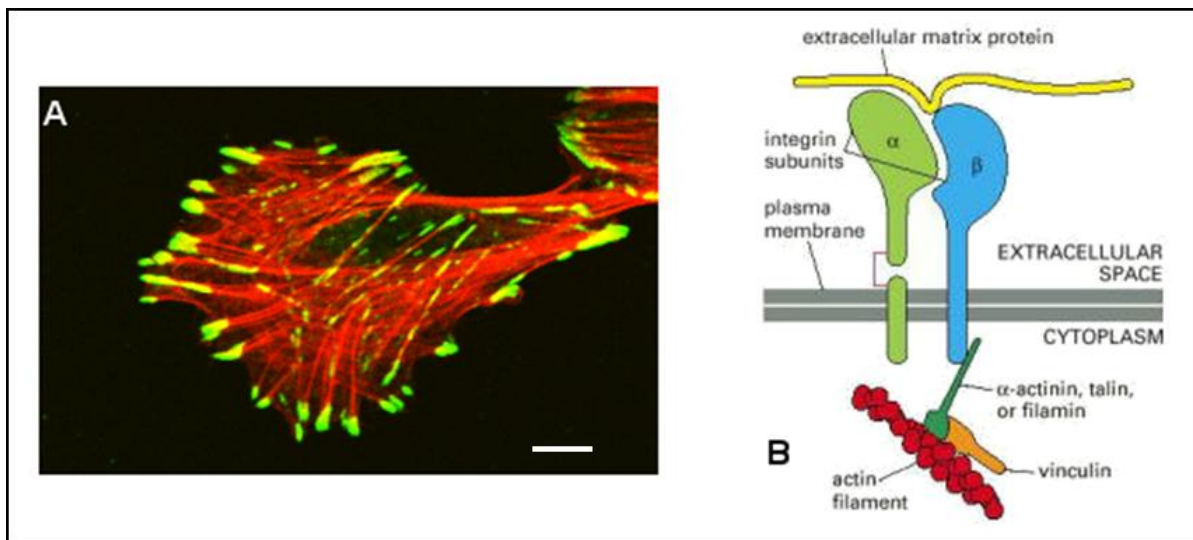 A
extracellular matrix protein
integrin
subunits
α
β
plasma
membrane
EXTRACELLULAR
SPACE
CYTOPLASM
α-actinin, talin,
or filamin
B
vinculin
actin
filament